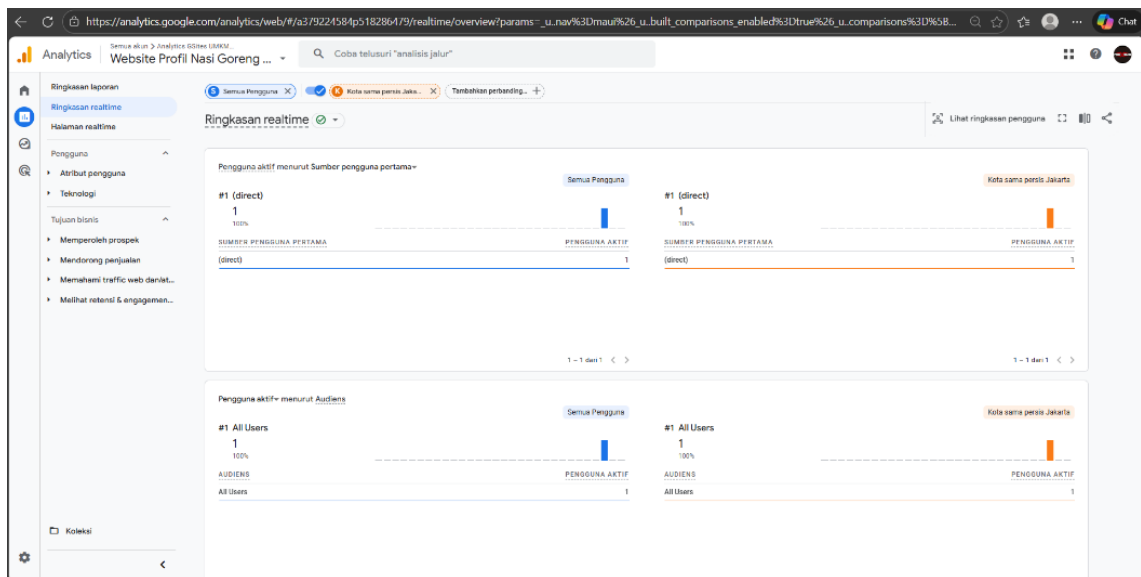 https://analytics.google.com/analytics/web/#/a379224584p518286479/realtime/overview?params=_u.nav%3Dmaui%26_u.built_comparisons_enabled%3Dtrue%26_u.comparisons%3D%5B...
Chat
Analytics
Semua akun > Analytics GSites UMKM...
Website Profil Nasi Goreng ...
Coba telusuri "analisis jalur"
Ringkasan laporan
Ringkasan realtime
Halaman realtime
Pengguna
Atribut pengguna
Teknologi
Tujuan bisnis
Memperoleh prospek
Mendorong penjualan
Memahami traffic web dan/at...
Melihat retensi & engagemen...
Koleksi
S Semua Pengguna X
K Kota sama persis Jaka... X
Tambahkan perbanding... +
Ringkasan realtime
Lihat ringkasan pengguna
Pengguna aktif menurut Sumber pengguna pertama
Semua Pengguna
#1 (direct)
1
100%
SUMBER PENGGUNA PERTAMA PENGGUNA AKTIF
(direct) 1
1 – 1 dari 1
Kota sama persis Jakarta
#1 (direct)
1
100%
SUMBER PENGGUNA PERTAMA PENGGUNA AKTIF
(direct) 1
1 – 1 dari 1
Pengguna aktif menurut Audiens
Semua Pengguna
#1 All Users
1
100%
AUDIENS PENGGUNA AKTIF
All Users 1
Kota sama persis Jakarta
#1 All Users
1
100%
AUDIENS PENGGUNA AKTIF
All Users 1